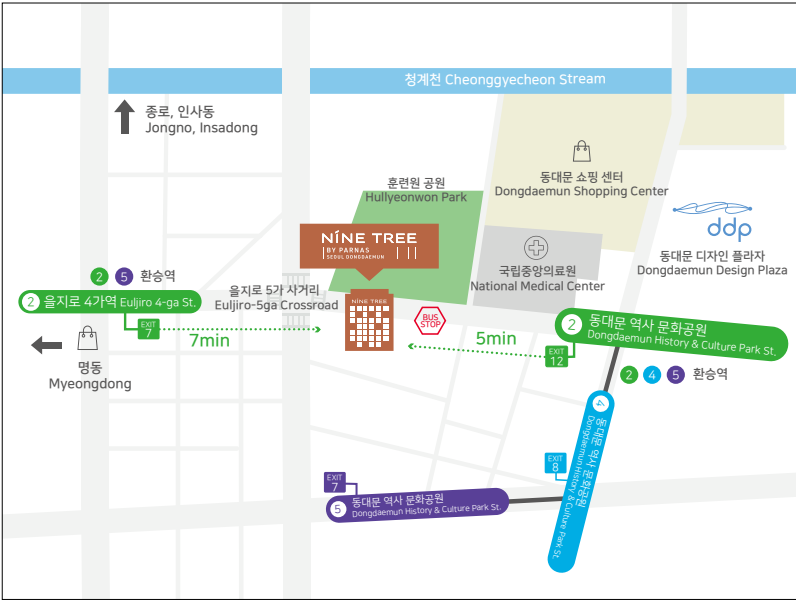 청계천 Cheonggyecheon Stream
종로, 인사동
Jongno, Insadong
동대문 쇼핑 센터
Dongdaemun Shopping Center
훈련원 공원
Hullyeonwon Park
ddp
동대문 디자인 플라자
Dongdaemun Design Plaza
NíNE TREE
BY PARNAS
SEOUL DONGDAEMUN
국립중앙의료원
National Medical Center
2 5 환승역
2 을지로 4가역 Euljiro 4-ga St.
을지로 5가 사거리
Euljiro-5ga Crossroad
NíNE TREE
BUS
STOP
EXIT
7
7min
5min
EXIT
12
2 동대문 역사 문화공원
Dongdaemun History & Culture Park St.
명동
Myeongdong
2 4 5 환승역
4 동대문 역사 문화공원
Dongdaemun History & Culture Park St.
EXIT
8
EXIT
7
5 동대문 역사 문화공원
Dongdaemun History & Culture Park St.